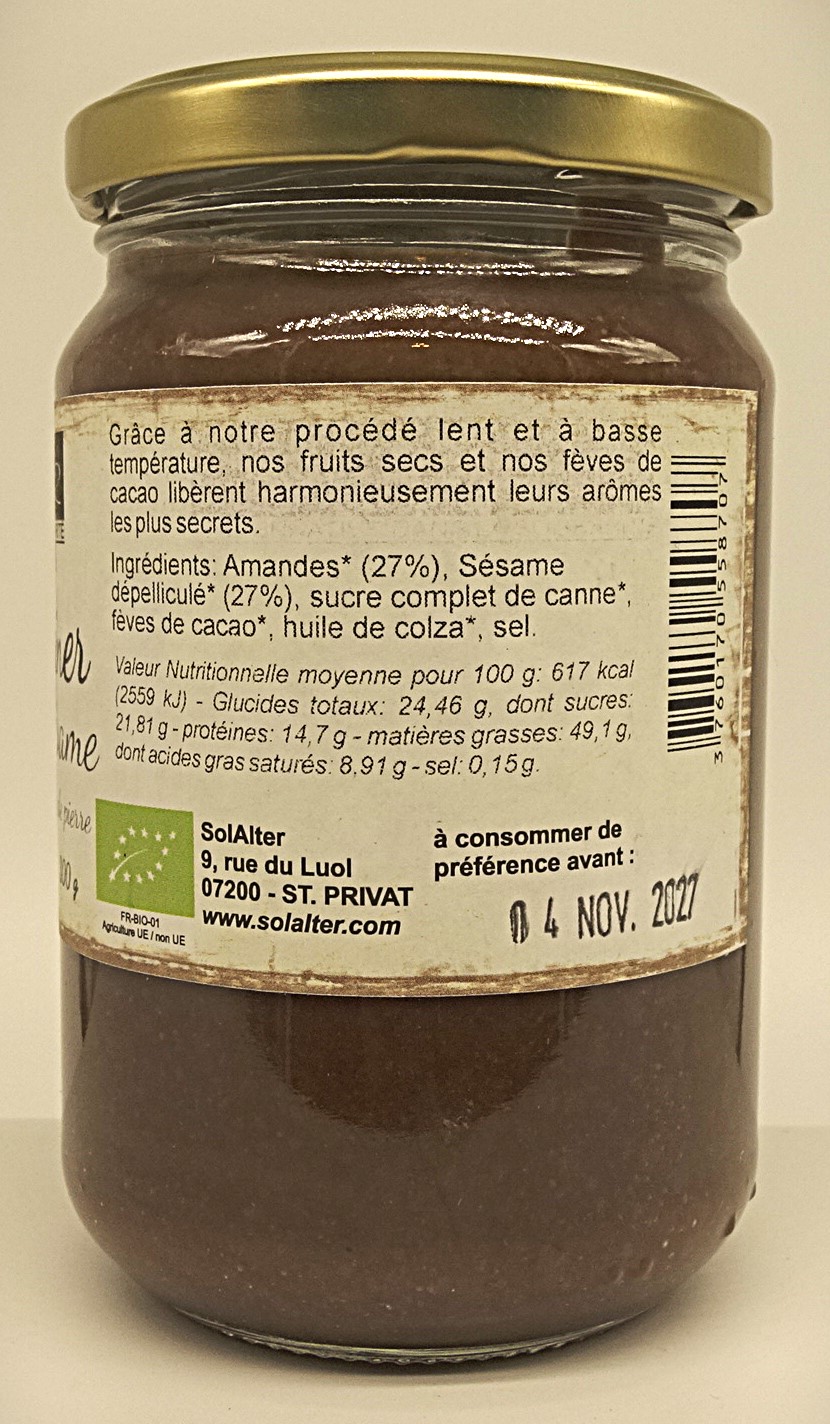 Grâce à notre procédé lent et à basse
température, nos fruits secs et nos fèves de
cacao libèrent harmonieusement leurs arômes
les plus secrets.
Ingrédients: Amandes* (27%), Sésame
dépelliculé* (27%), sucre complet de canne*,
fèves de cacao*, huile de colza*, sel.
Valeur Nutritionnelle moyenne pour 100 g: 617 kcal
(2559 kJ) - Glucides totaux: 24,46 g, dont sucres:
21,81 g - protéines: 14,7 g - matières grasses: 49,1 g,
dont acides gras saturés: 8,91 g - sel: 0,15 g.
pierre
FR-BIO-01
Agriculture UE / non UE
SolAlter
9, rue du Luol
07200 - ST. PRIVAT
www.solalter.com
à consommer de
préférence avant :
04 NOV. 2027
3 760170 558707